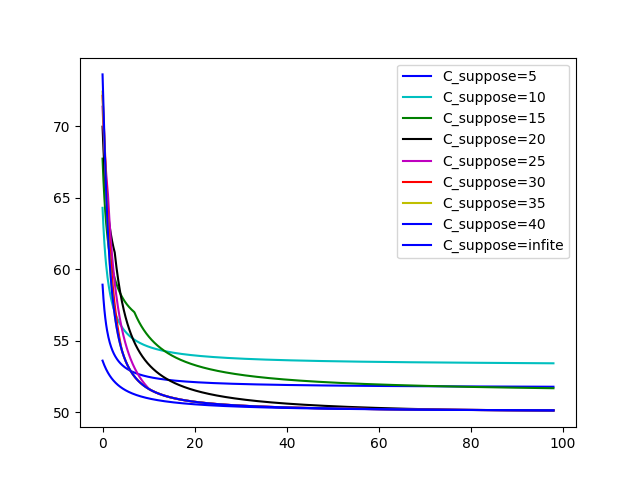 C_suppose=5
C_suppose=10
C_suppose=15
C_suppose=20
C_suppose=25
C_suppose=30
C_suppose=35
C_suppose=40
C_suppose=infite
70
65
60
55
50
0 20 40 60 80 100